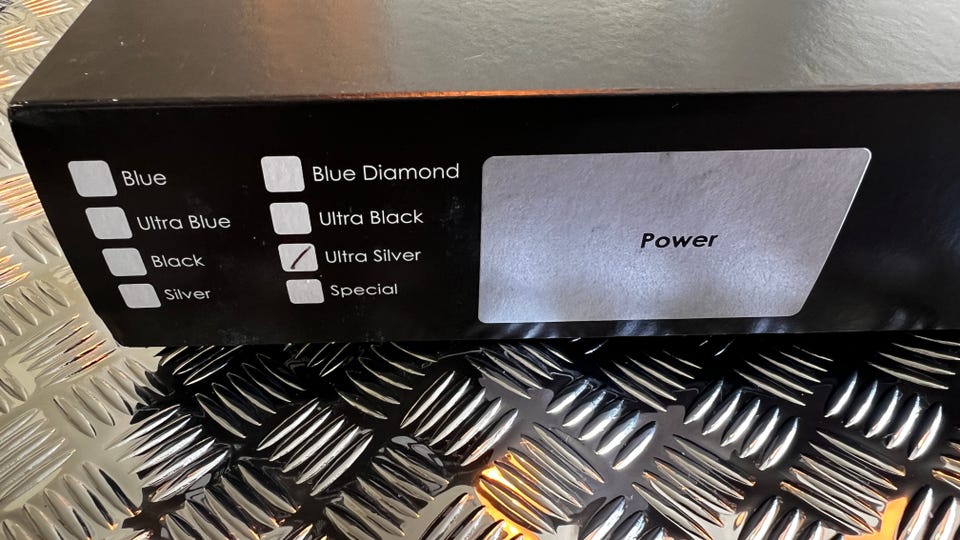 Blue
Ultra Blue
Black
Silver
Blue Diamond
Ultra Black
Ultra Silver
Special
Power